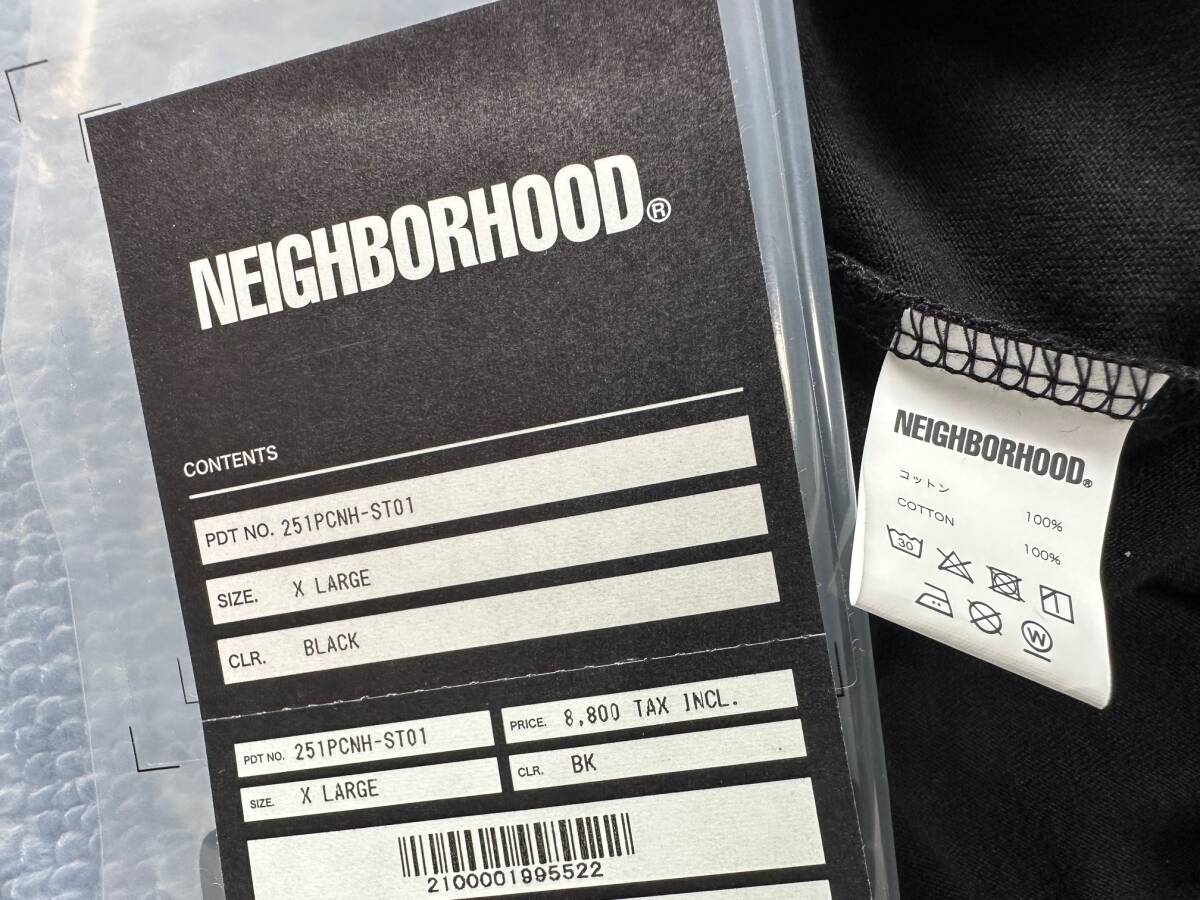 NEIGHBORHOOD®
CONTENTS
PDT NO. 251PCNH-ST01
SIZE. X LARGE
CLR. BLACK
PDT NO. 251PCNH-ST01
PRICE. 8,800 TAX INCL.
SIZE. X LARGE
CLR. BK
2100001995522
NEIGHBORHOOD®
コットン 100%
COTTON 100%
30
W